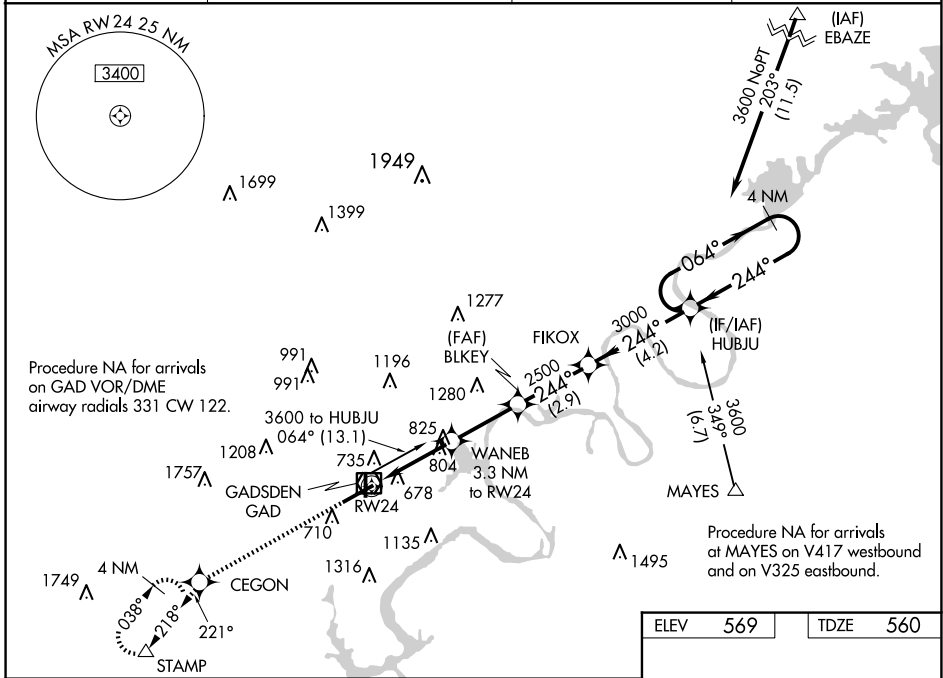 MSA RW24 25 NM
3400
(IAF)
EBAZE
3600 NoPT
203°
(11.5)
1949
1699
1399
4 NM
064°
244°
1277
(IF/IAF)
HUBJU
3000
244°
(4.2)
FIKOX
(FAF)
BLKEY
2500
244°
(2.9)
Procedure NA for arrivals
on GAD VOR/DME
airway radials 331 CW 122.
991
991
1196
1280
3600 to HUBJU
064° (13.1)
825
804
WANEB
3.3 NM
to RW24
3600
349°
(6.7)
MAYES
1208
735
1757
GADSDEN
GAD
678
RW24
710
1135
1316
1495
Procedure NA for arrivals
at MAYES on V417 westbound
and on V325 eastbound.
1749
4 NM
CEGON
038°
218°
221°
STAMP
ELEV 569
TDZE 560